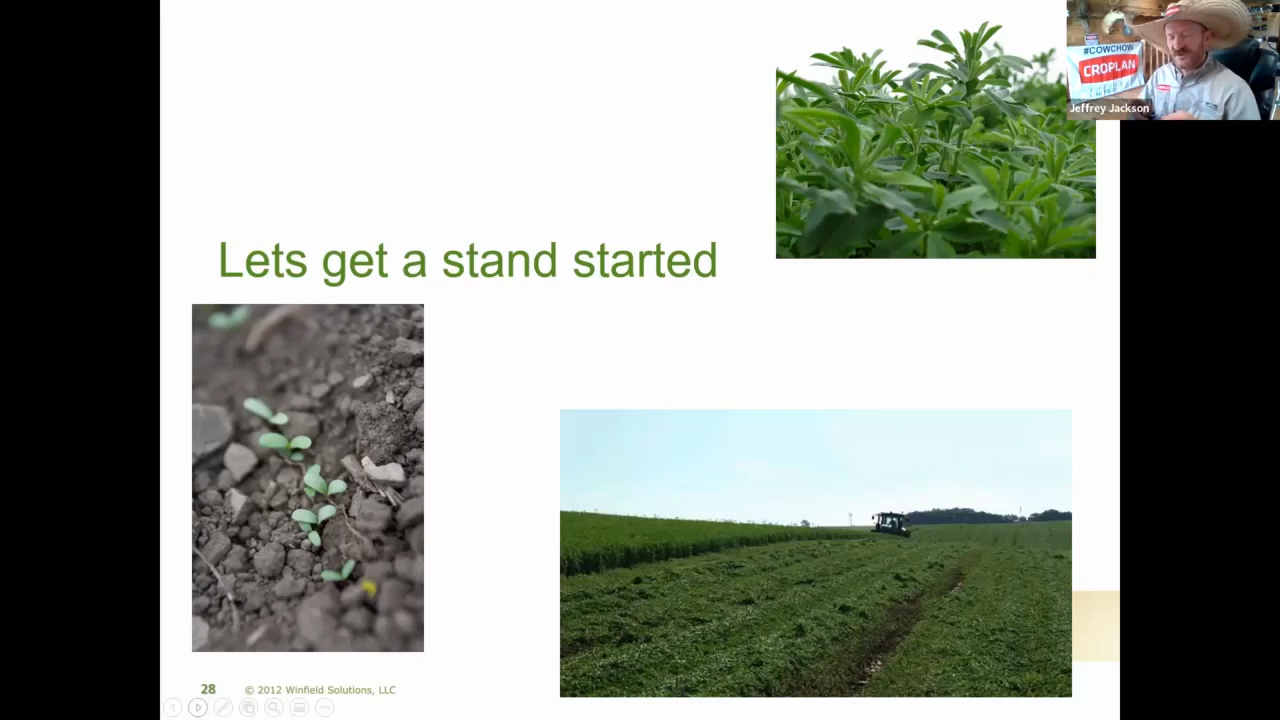 #COWCHOW
CROPLAN
Jeffrey Jackson
Lets get a stand started
28
© 2012 Winfield Solutions, LLC